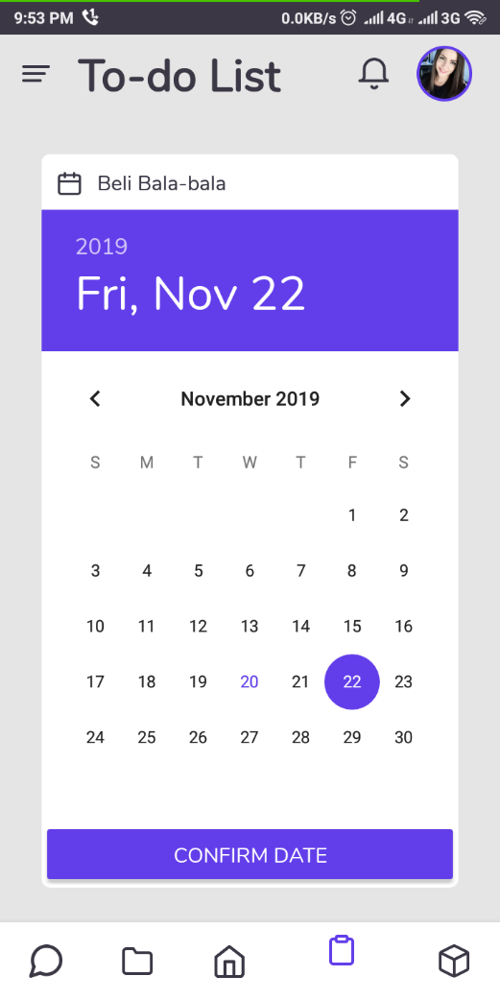 9:53 PM 0.0KB/s 4G 3G
To-do List
Beli Bala-bala
2019
Fri, Nov 22
November 2019
S M T W T F S
1 2
3 4 5 6 7 8 9
10 11 12 13 14 15 16
17 18 19 20 21 22 23
24 25 26 27 28 29 30
CONFIRM DATE